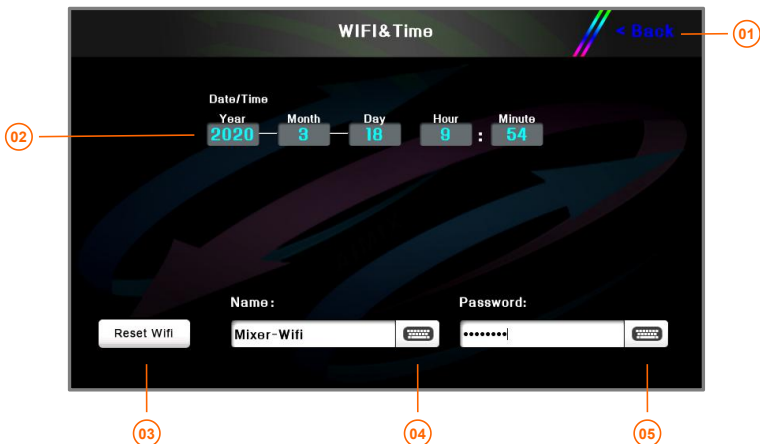 WIFI&Time
< Back
01
Date/Time
Year Month Day Hour Minute
02
2020 — 3 — 18 9 : 54
Name: Password:
Reset Wifi
Mixer-Wifi
••••••••
03
04
05